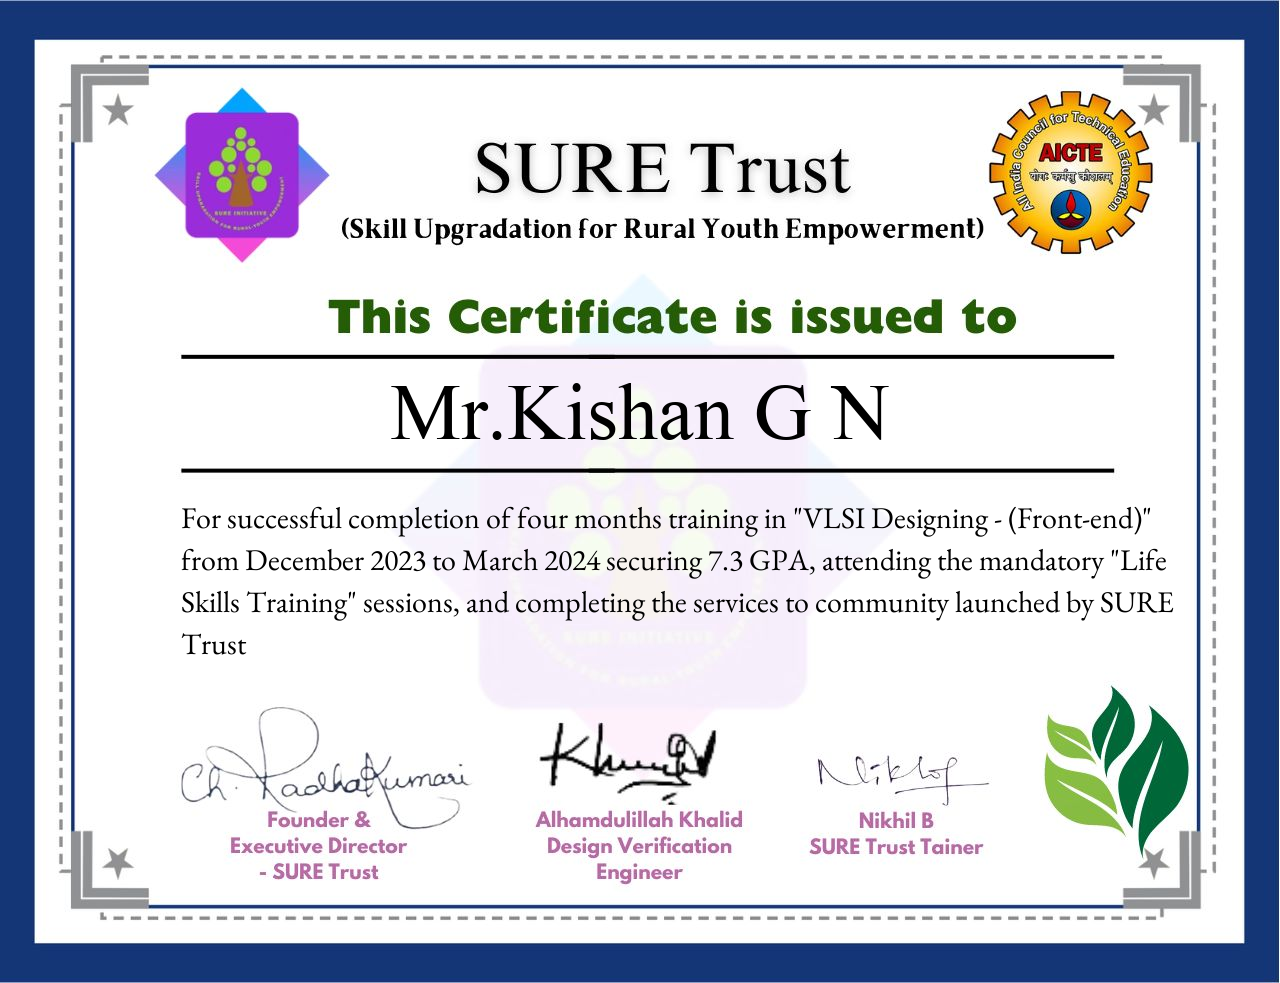 SURE Trust
(Skill Upgradation for Rural Youth Empowerment)
SURE INITIATIVE
SKILL UPGRADATION FOR RURAL-YOUTH EMPOWERMENT
All India Council for Technical Education
AICTE
योगः कर्मसु कौशलम्
This Certificate is issued to
Mr.Kishan G N
For successful completion of four months training in "VLSI Designing - (Front-end)"
from December 2023 to March 2024 securing 7.3 GPA, attending the mandatory "Life
Skills Training" sessions, and completing the services to community launched by SURE
Trust
SURE INITIATIVE
Ch. RadhaKumari
Founder &
Executive Director
- SURE Trust
Alhamdulillah Khalid
Design Verification
Engineer
Nikhil B
SURE Trust Tainer